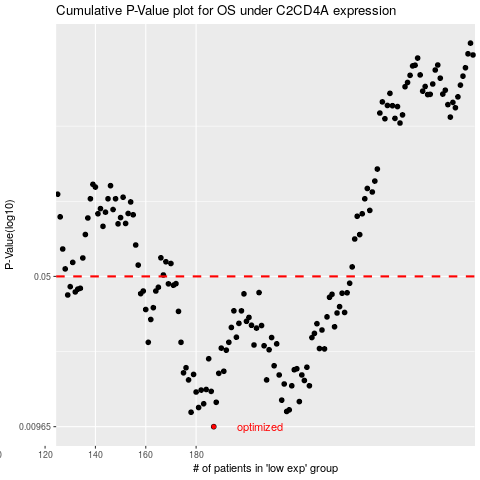 Cumulative P-Value plot for OS under C2CD4A expression
P-Value(log10)
0.05
0.00965
optimized
0 120 140 160 180
# of patients in 'low exp' group